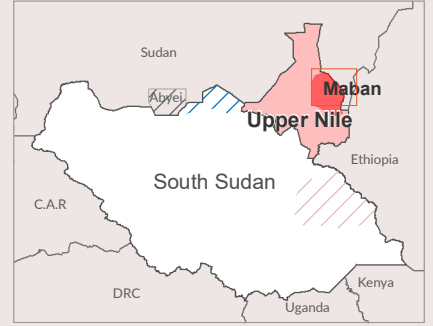 Sudan
Abyei
Maban
Upper Nile
Ethiopia
South Sudan
C.A.R
DRC
Kenya
Uganda